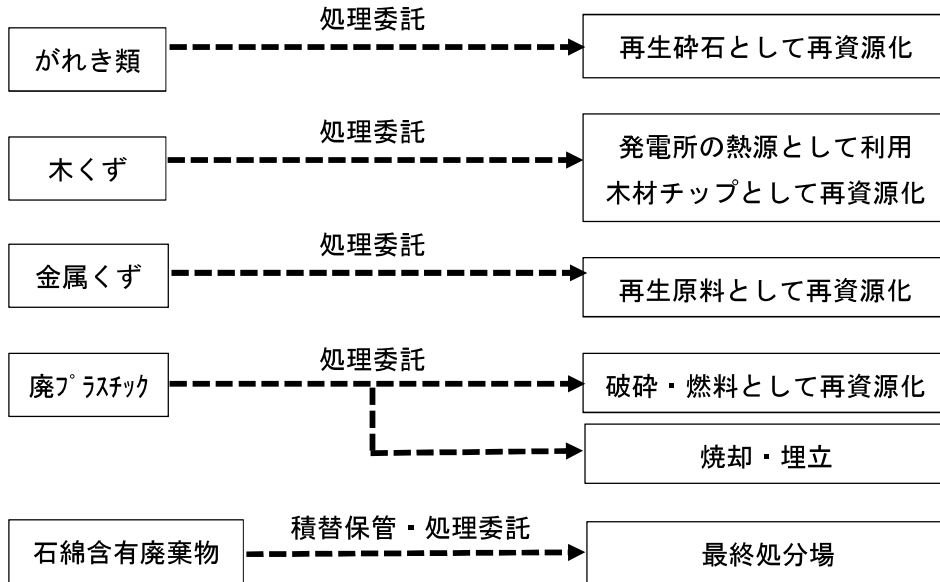 処理委託
がれき類
再生砕石として再資源化
処理委託
木くず
発電所の熱源として利用
木材チップとして再資源化
処理委託
金属くず
再生原料として再資源化
処理委託
廃ﾌﾟﾗｽﾁｯｸ
破砕・燃料として再資源化
焼却・埋立
積替保管・処理委託
石綿含有廃棄物
最終処分場